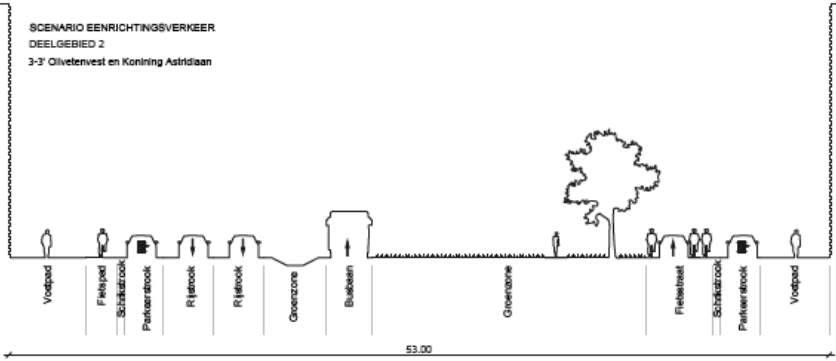 SCENARIO EENRICHTINGSVERKEER
DEELGEBIED 2
3-3' Olivetenvest en Konining Astridlaan
Voetpad
Fietspad
Schrikstrook
Parkeerstrook
Rijstrook
Rijstrook
Groenzone
Busbaan
Groenzone
Fietsstraat
Schrikstrook
Parkeerstrook
Voetpad
53.00